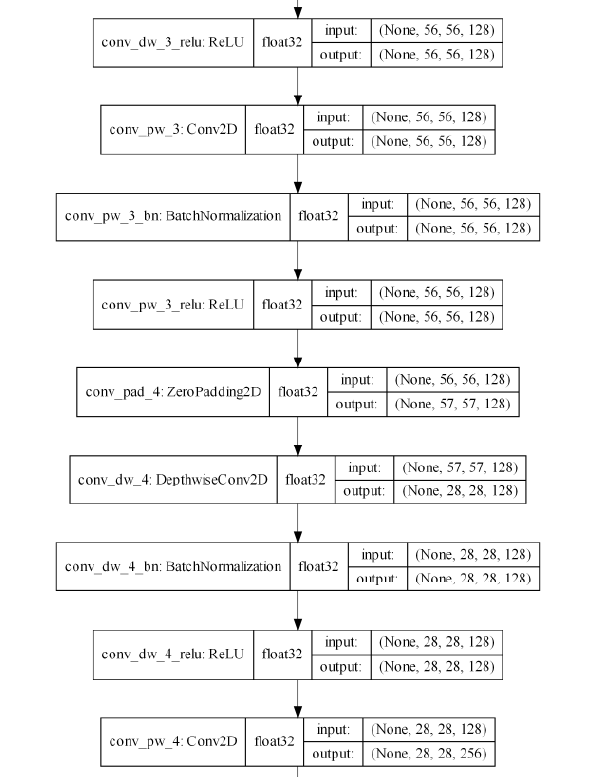 conv_dw_3_relu: ReLU float32 input: (None, 56, 56, 128)
output: (None, 56, 56, 128)
conv_pw_3: Conv2D float32 input: (None, 56, 56, 128)
output: (None, 56, 56, 128)
conv_pw_3_bn: BatchNormalization float32 input: (None, 56, 56, 128)
output: (None, 56, 56, 128)
conv_pw_3_relu: ReLU float32 input: (None, 56, 56, 128)
output: (None, 56, 56, 128)
conv_pad_4: ZeroPadding2D float32 input: (None, 56, 56, 128)
output: (None, 57, 57, 128)
conv_dw_4: DepthwiseConv2D float32 input: (None, 57, 57, 128)
output: (None, 28, 28, 128)
conv_dw_4_bn: BatchNormalization float32 input: (None, 28, 28, 128)
output: (None, 28, 28, 128)
conv_dw_4_relu: ReLU float32 input: (None, 28, 28, 128)
output: (None, 28, 28, 128)
conv_pw_4: Conv2D float32 input: (None, 28, 28, 128)
output: (None, 28, 28, 256)